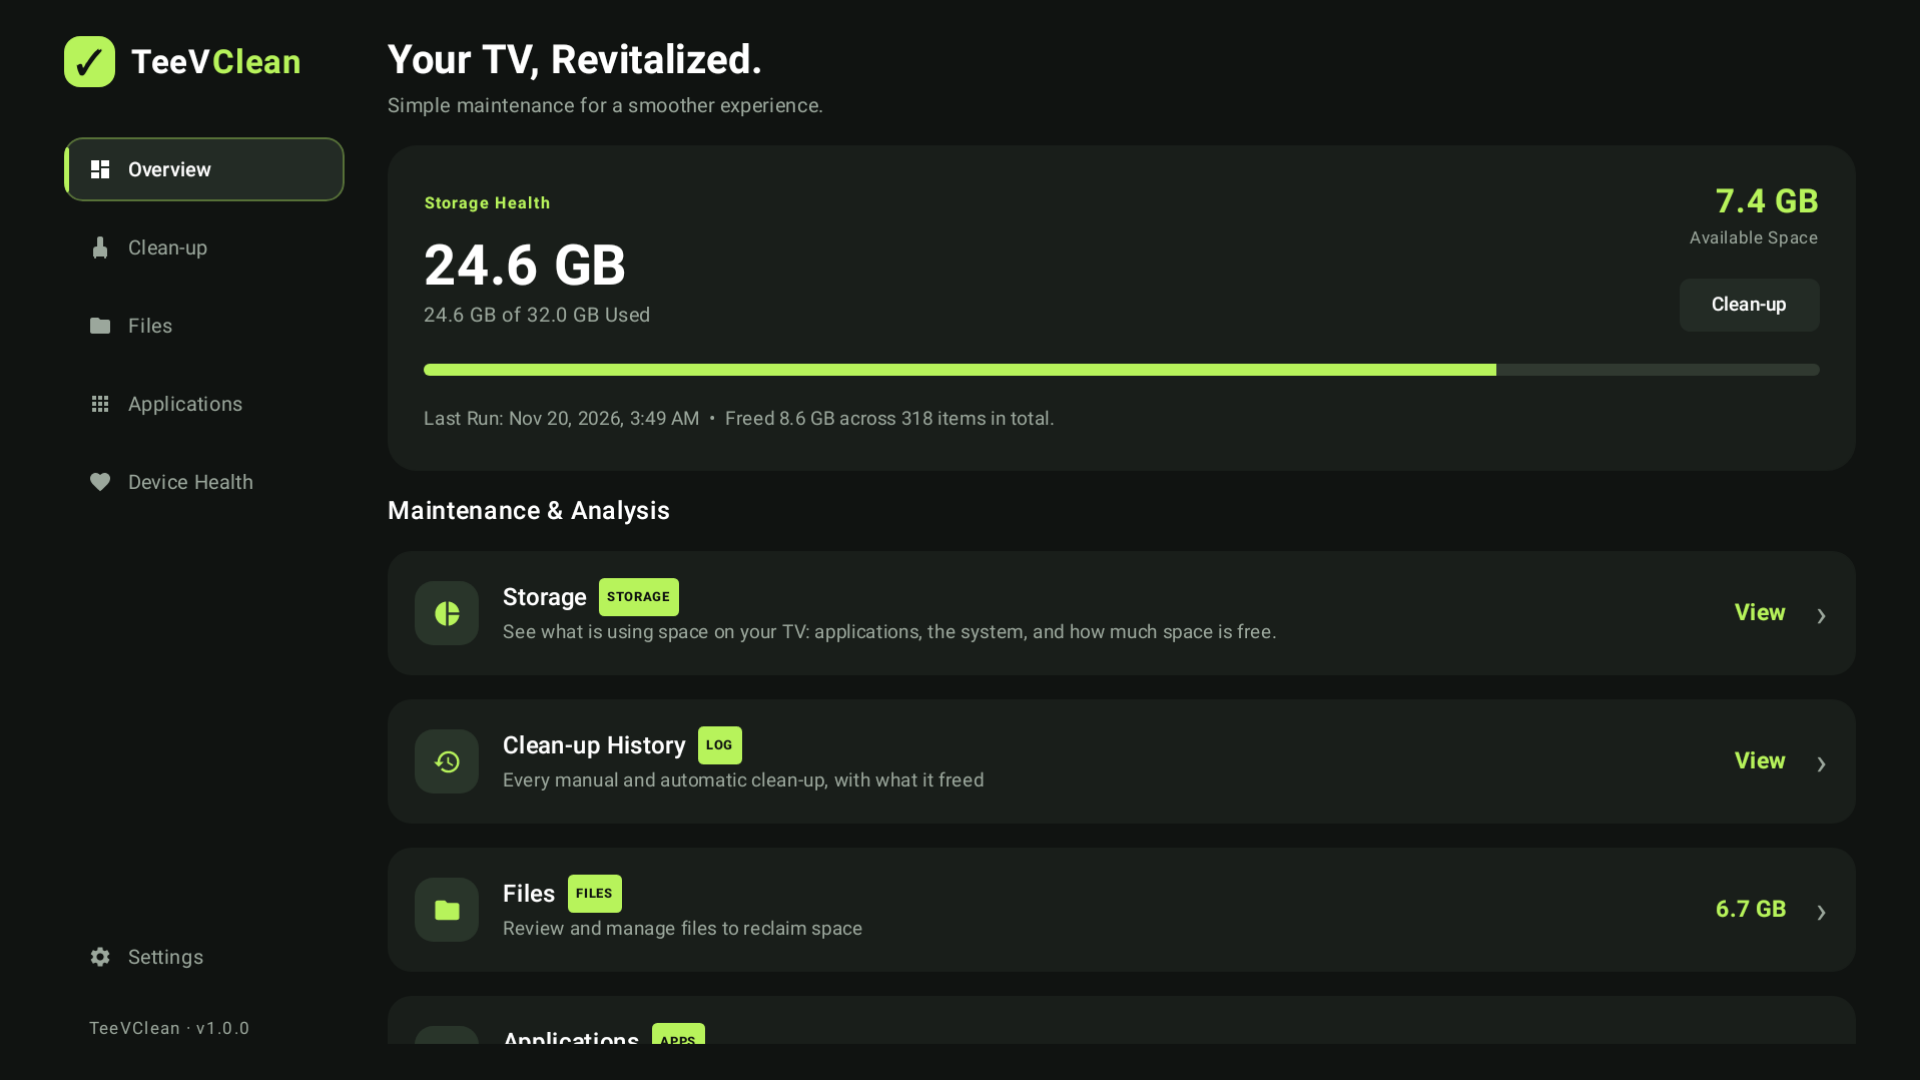 TeeVClean
Overview
Clean-up
Files
Applications
Device Health
Settings
TeeVClean · v1.0.0
Your TV, Revitalized.
Simple maintenance for a smoother experience.
Storage Health
24.6 GB
24.6 GB of 32.0 GB Used
7.4 GB
Available Space
Clean-up
Last Run: Nov 20, 2026, 3:49 AM • Freed 8.6 GB across 318 items in total.
Maintenance & Analysis
Storage STORAGE
See what is using space on your TV: applications, the system, and how much space is free.
View
Clean-up History LOG
Every manual and automatic clean-up, with what it freed
View
Files FILES
Review and manage files to reclaim space
6.7 GB
Applications APPS